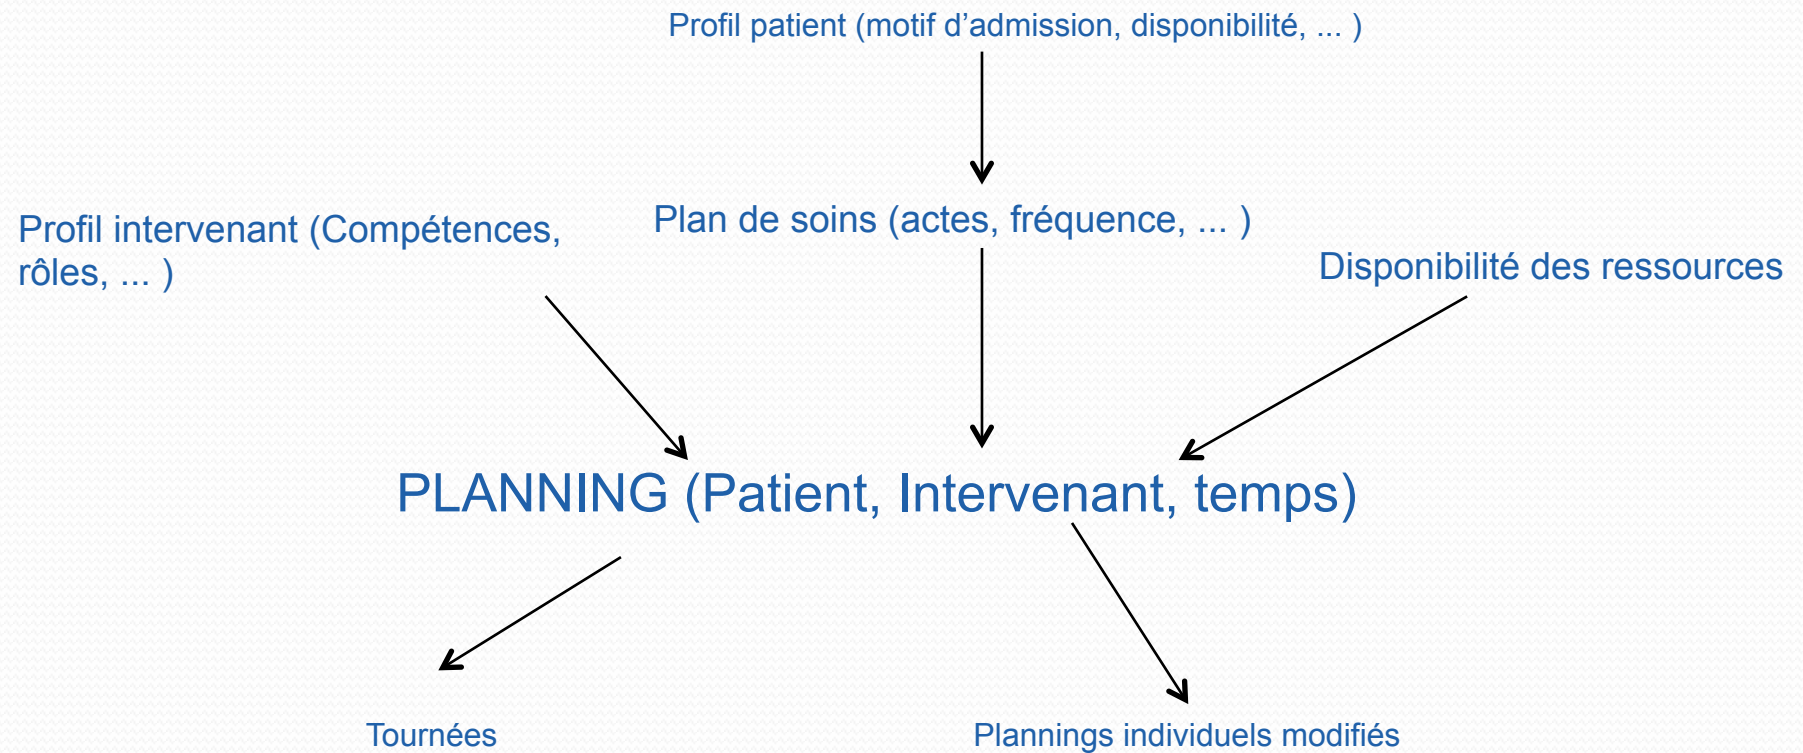 Profil patient (motif d’admission, disponibilité, ... )
Plan de soins (actes, fréquence, ... )
Profil intervenant (Compétences,
rôles, ... )
Disponibilité des ressources
PLANNING (Patient, Intervenant, temps)
Tournées
Plannings individuels modifiés